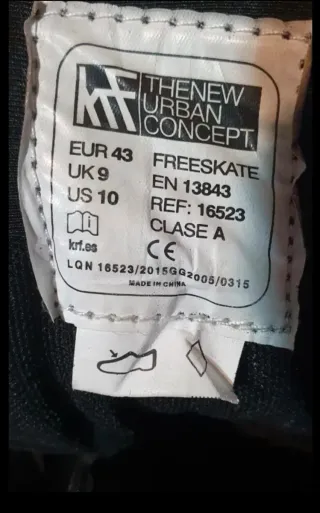 krf
THENEW
URBAN
CONCEPT.
EUR 43
UK 9
US 10
FREESKATE
EN 13843
REF: 16523
CLASE A
krf.es
CE
LQN 16523/2015GG2005/0315
MADE IN CHINA